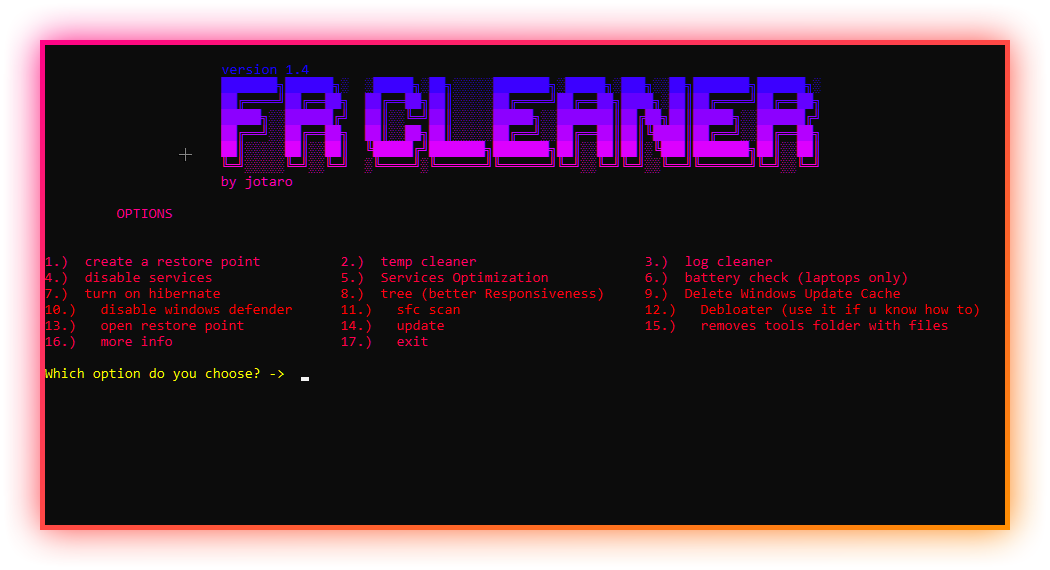 version 1.4
FR CLEANER
by jotaro
OPTIONS
1.) create a restore point 2.) temp cleaner 3.) log cleaner
4.) disable services 5.) Services Optimization 6.) battery check (laptops only)
7.) turn on hibernate 8.) tree (better Responsiveness) 9.) Delete Windows Update Cache
10.) disable windows defender 11.) sfc scan 12.) Debloater (use it if u know how to)
13.) open restore point 14.) update 15.) removes tools folder with files
16.) more info 17.) exit
Which option do you choose? ->